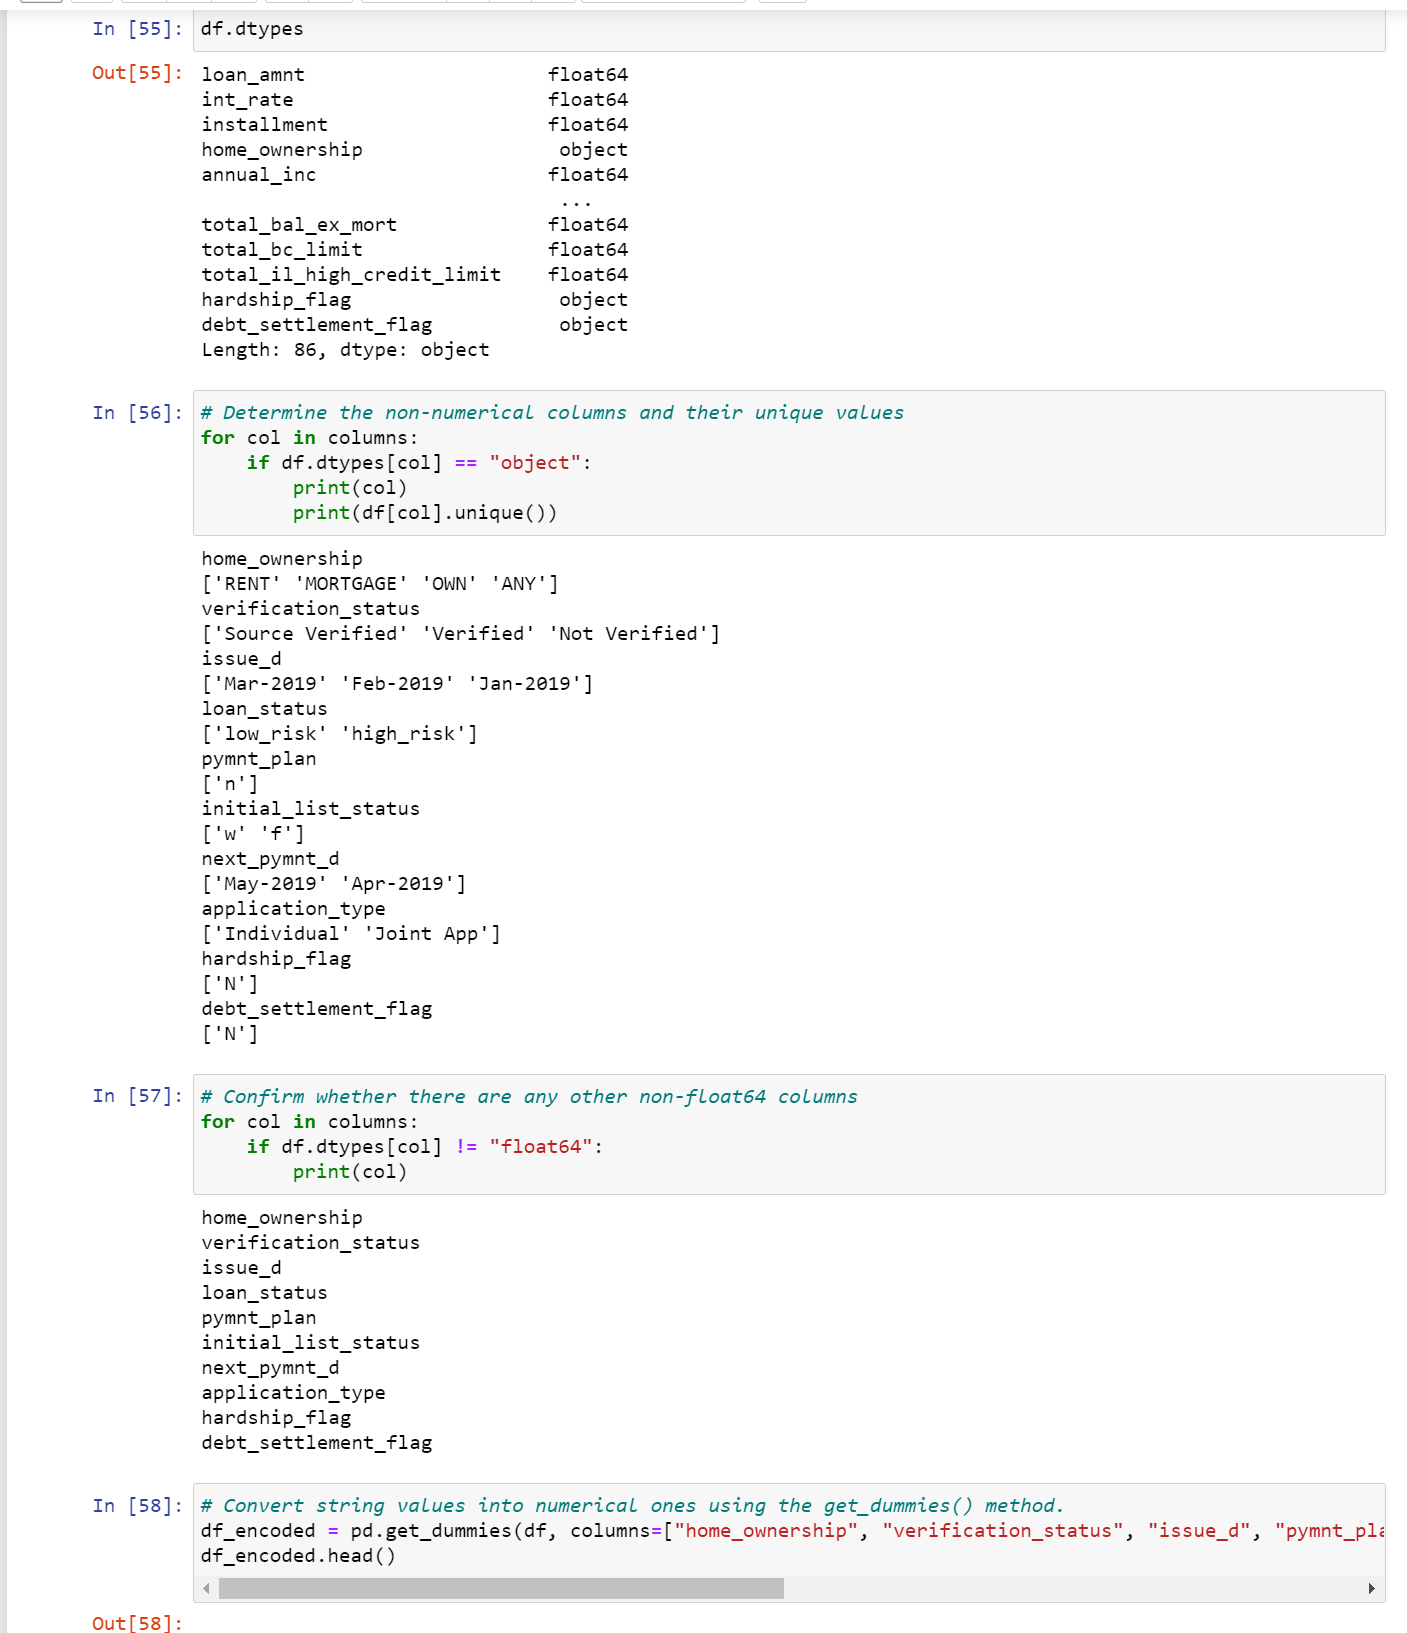 In [55]: df.dtypes
Out[55]: loan_amnt                     float64
int_rate                      float64
installment                   float64
home_ownership                 object
annual_inc                    float64
                               ...
total_bal_ex_mort             float64
total_bc_limit                float64
total_il_high_credit_limit    float64
hardship_flag                  object
debt_settlement_flag           object
Length: 86, dtype: object
In [56]: # Determine the non-numerical columns and their unique values
for col in columns:
    if df.dtypes[col] == "object":
        print(col)
        print(df[col].unique())
home_ownership
['RENT' 'MORTGAGE' 'OWN' 'ANY']
verification_status
['Source Verified' 'Verified' 'Not Verified']
issue_d
['Mar-2019' 'Feb-2019' 'Jan-2019']
loan_status
['low_risk' 'high_risk']
pymnt_plan
['n']
initial_list_status
['w' 'f']
next_pymnt_d
['May-2019' 'Apr-2019']
application_type
['Individual' 'Joint App']
hardship_flag
['N']
debt_settlement_flag
['N']
In [57]: # Confirm whether there are any other non-float64 columns
for col in columns:
    if df.dtypes[col] != "float64":
        print(col)
home_ownership
verification_status
issue_d
loan_status
pymnt_plan
initial_list_status
next_pymnt_d
application_type
hardship_flag
debt_settlement_flag
In [58]: # Convert string values into numerical ones using the get_dummies() method.
df_encoded = pd.get_dummies(df, columns=["home_ownership", "verification_status", "issue_d", "pymnt_pla
df_encoded.head()
Out[58]: